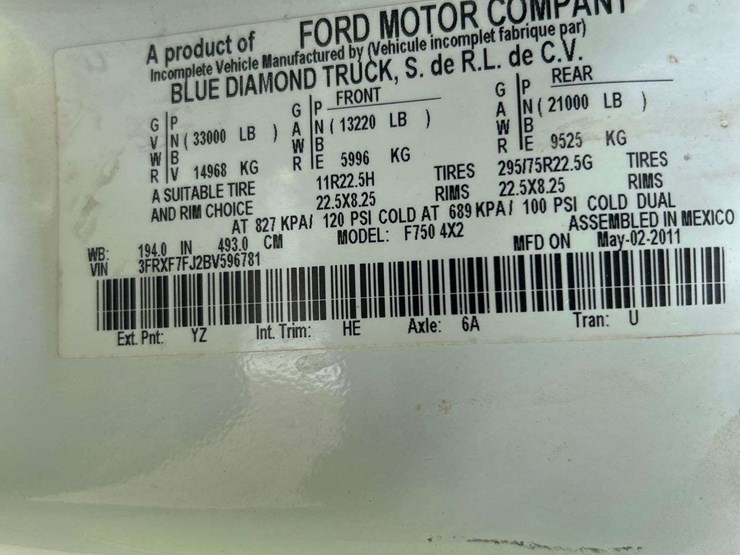 A product of FORD MOTOR COMPANY
Incomplete Vehicle Manufactured by (Vehicule incomplet fabrique par)
BLUE DIAMOND TRUCK, S. de R.L. de C.V.
FRONT REAR
G P G P G P
V N ( 33000 LB ) A N ( 13220 LB ) A N ( 21000 LB )
W B W B W B
R V 14968 KG R E 5996 KG R E 9525 KG
A SUITABLE TIRE 11R22.5H TIRES 295/75R22.5G TIRES
AND RIM CHOICE 22.5X8.25 RIMS 22.5X8.25 RIMS
AT 827 KPA/ 120 PSI COLD AT 689 KPA/ 100 PSI COLD DUAL
ASSEMBLED IN MEXICO
WB: 194.0 IN 493.0 CM MODEL: F750 4X2 MFD ON May-02-2011
VIN 3FRXF7FJ2BV596781
Ext. Pnt: YZ Int. Trim: HE Axle: 6A Tran: U